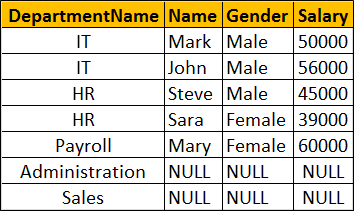 DepartmentName Name Gender Salary
IT Mark Male 50000
IT John Male 56000
HR Steve Male 45000
HR Sara Female 39000
Payroll Mary Female 60000
Administration NULL NULL NULL
Sales NULL NULL NULL